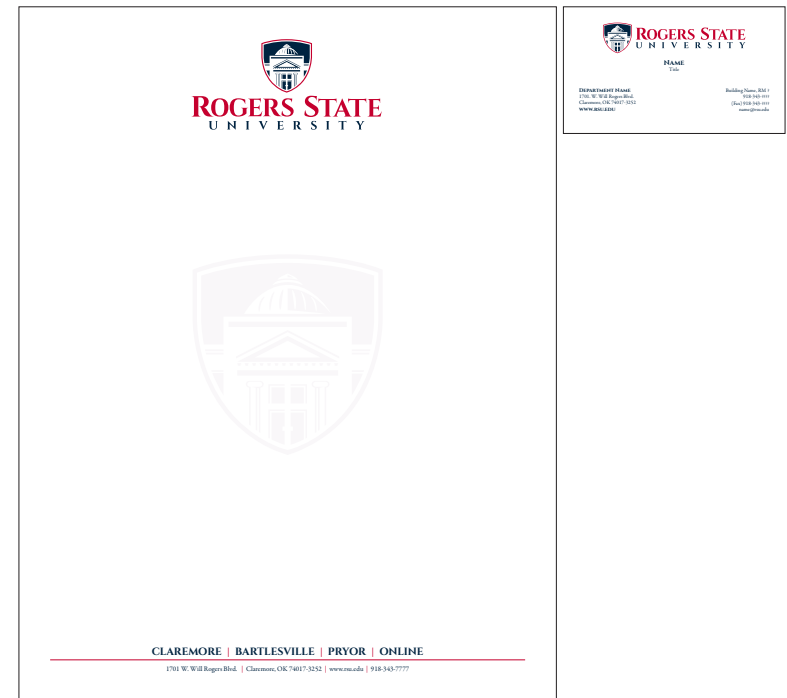 ROGERS STATE
UNIVERSITY
CLAREMORE | BARTLESVILLE | PRYOR | ONLINE
1701 W. Will Rogers Blvd. | Claremore, OK 74017-3252 | www.rsu.edu | 918-343-7777
ROGERS STATE
UNIVERSITY
NAME
Title
DEPARTMENT NAME
1701 W. Will Rogers Blvd.
Claremore, OK 74017-3252
WWW.RSU.EDU
Building Name, RM
918-343-
[Fax] 918-343-
name@rsu.edu